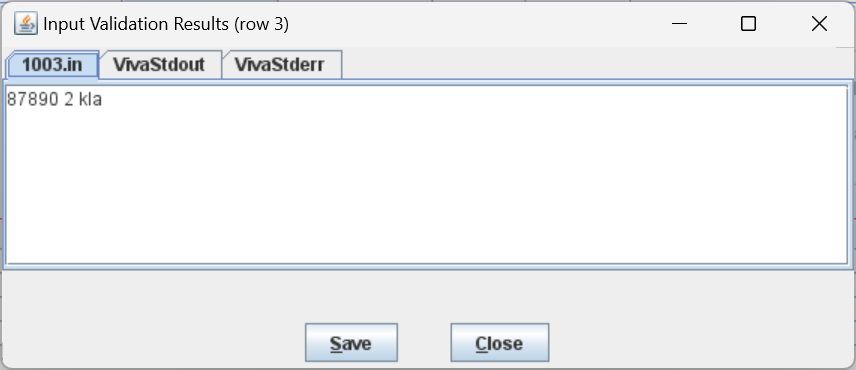 Input Validation Results (row 3)
1003.in VivaStdout VivaStderr
87890 2 kla
Save Close